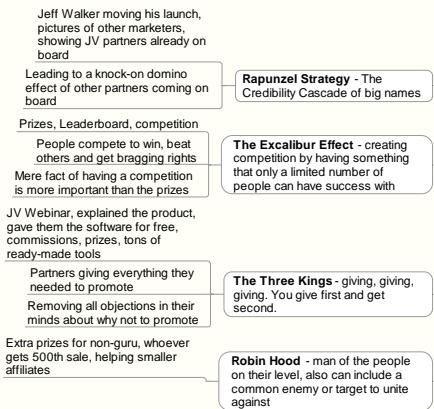 Jeff Walker moving his launch,
pictures of other marketers,
showing JV partners already on
board
Leading to a knock-on domino
effect of other partners coming on
board
Rapunzel Strategy - The
Credibility Cascade of big names
Prizes, Leaderboard, competition
People compete to win, beat
others and get bragging rights
Mere fact of having a competition
is more important than the prizes
The Excalibur Effect - creating
competition by having something
that only a limited number of
people can have success with
JV Webinar, explained the product,
gave them the software for free,
commissions, prizes, tons of
ready-made tools
Partners giving everything they
needed to promote
Removing all objections in their
minds about why not to promote
The Three Kings - giving, giving,
giving. You give first and get
second.
Extra prizes for non-guru, whoever
gets 500th sale, helping smaller
affiliates
Robin Hood - man of the people
on their level, also can include a
common enemy or target to unite
against